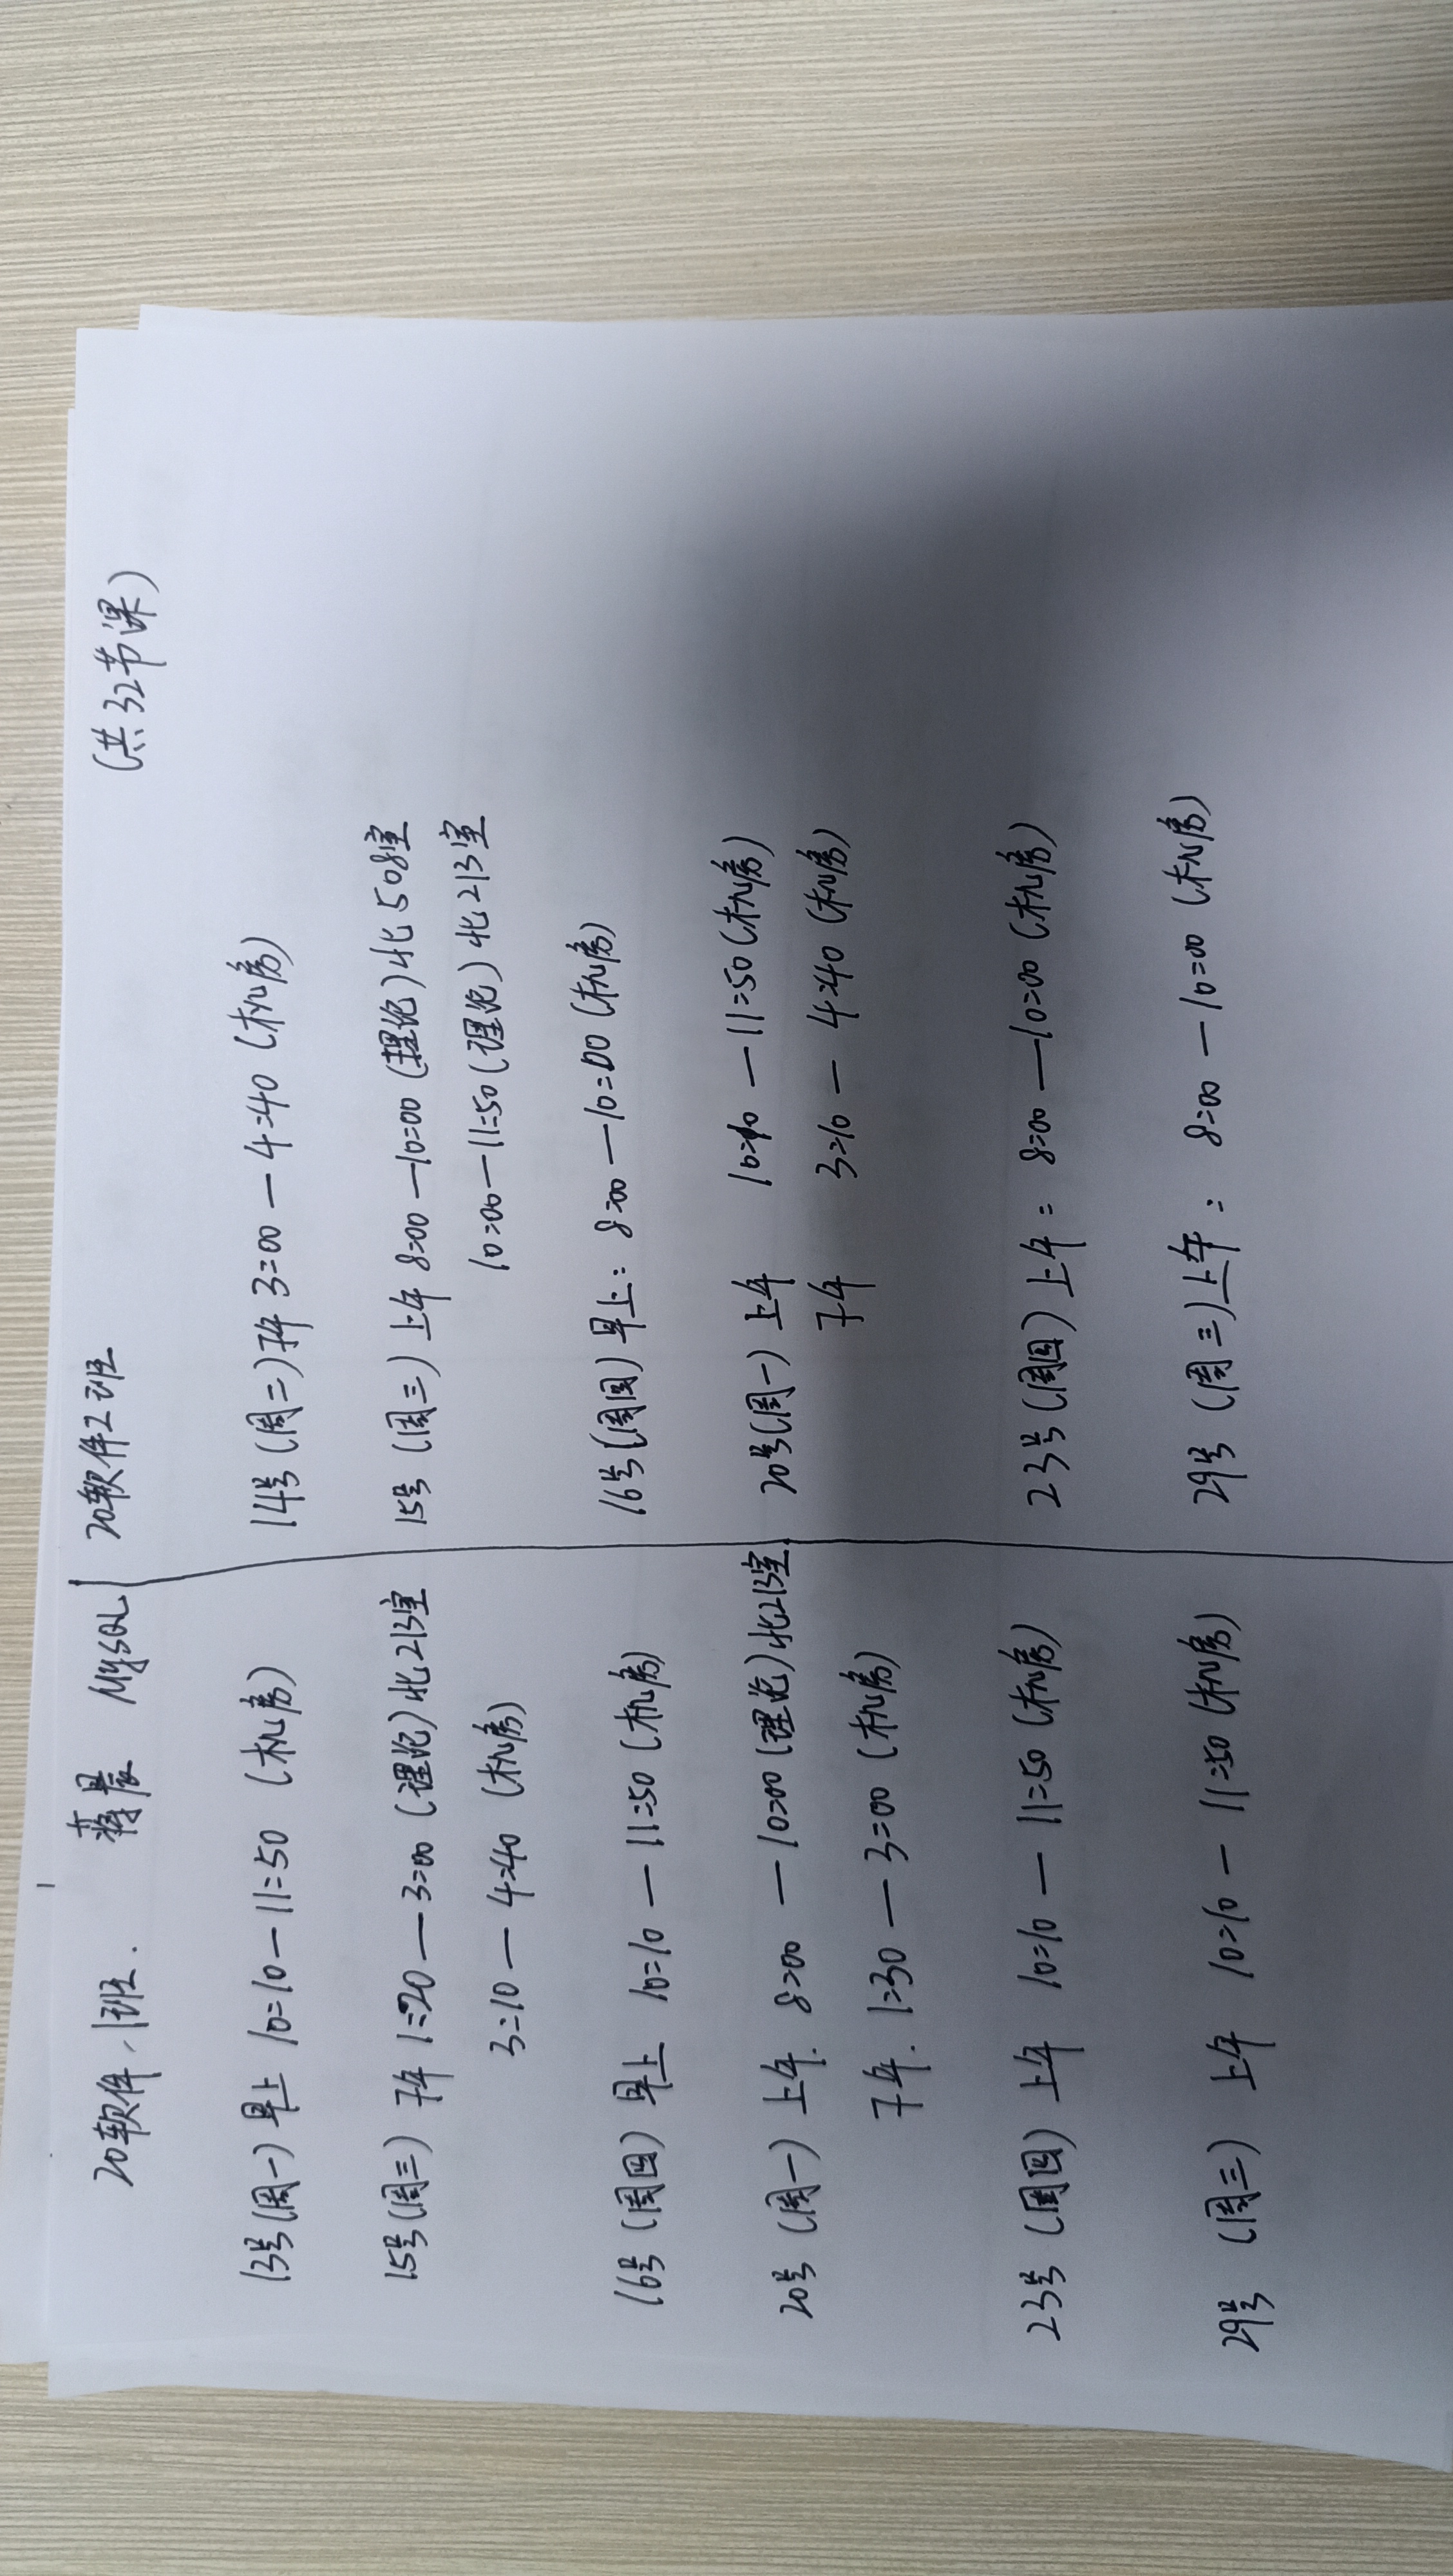 20软件1班. 蒋晨 MySQL
13号(周一) 早上 10:10—11:50 (机房)
15号(周三) 下午 1:20—3:00 (理论) 北213室
3:10—4:40 (机房)
16号(周四) 早上 10:10—11:50 (机房)
20号(周一) 上午. 8:00—10:00 (理论) 北213室
下午. 1:30—3:00 (机房)
23号(周四) 上午 10:10—11:50 (机房)
29号(周三) 上午 10:10—11:50 (机房)
20软件2班 (共32节课)
14号(周二) 下午 3:00—4:40 (机房)
15号(周三) 上午 8:00—10:00 (理论) 北508室
10:00—11:50 (理论) 北213室
16号(周四) 早上: 8:00—10:00 (机房)
20号(周一) 上午 10:10—11:50 (机房)
下午 3:10—4:40 (机房)
23号(周四) 上午: 8:00—10:00 (机房)
29号(周三) 上午: 8:00—10:00 (机房)